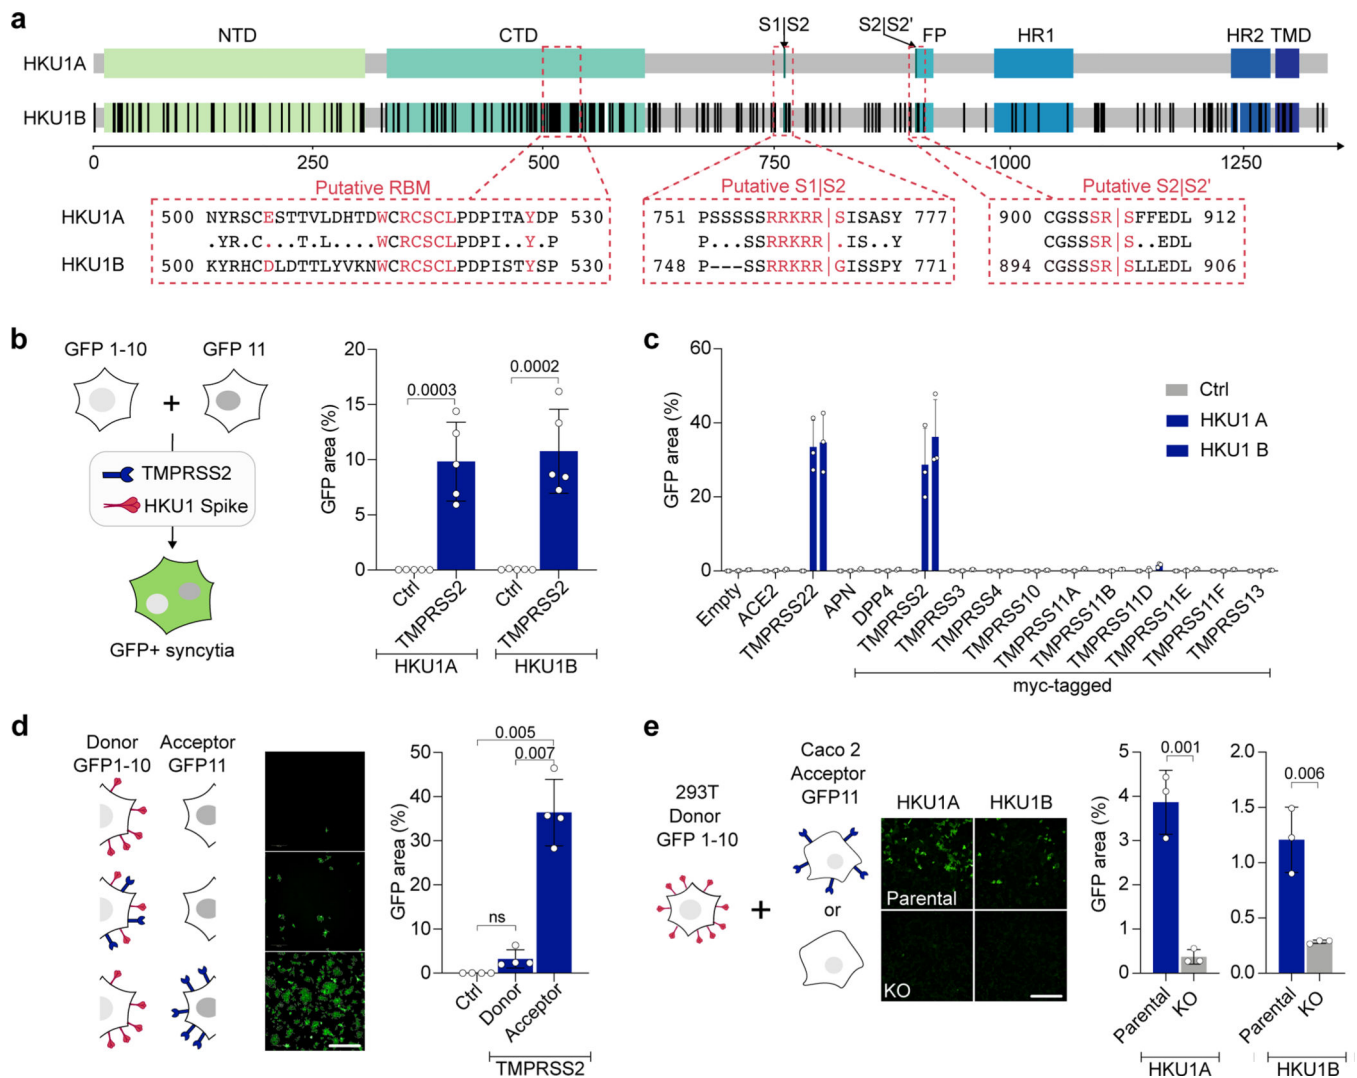 a
S1|S2
S2|S2'
NTD
CTD
FP
HR1
HR2 TMD
HKU1A
HKU1B
0
250
500
750
1000
1250
Putative RBM
Putative S1|S2
Putative S2|S2'
HKU1A
500 NYRSCESTTVLDHTDWCRCSCLPDPITAYDP 530
.YR.C...T.L....WCRCSCLPDPI..Y.P
HKU1B
500 KYRHCDLDTTLYVKNWCRCSCLPDPISTYSP 530
751 PSSSSSRRKRR|SISASY 777
P...SSRRKRR|.IS..Y
748 P---SSRRKRR|GISSPY 771
900 CGSSSR|SFFEDL 912
CGSSSR|S..EDL
894 CGSSSR|SLLEDL 906
b
GFP 1-10
GFP 11
+
TMPRSS2
HKU1 Spike
GFP+ syncytia
GFP area (%)
20
15
10
5
0
0.0003
0.0002
Ctrl
TMPRSS2
Ctrl
TMPRSS2
HKU1A
HKU1B
c
GFP area (%)
60
40
20
0
Ctrl
HKU1 A
HKU1 B
Empty
ACE2
TMPRSS22
APN
DPP4
TMPRSS2
TMPRSS3
TMPRSS4
TMPRSS10
TMPRSS11A
TMPRSS11B
TMPRSS11D
TMPRSS11E
TMPRSS11F
TMPRSS13
myc-tagged
d
Donor
GFP1-10
Acceptor
GFP11
GFP area (%)
50
40
30
20
10
0
0.005
0.007
ns
Ctrl
Donor
Acceptor
TMPRSS2
e
293T
Donor
GFP 1-10
+
Caco 2
Acceptor
GFP11
or
HKU1A
HKU1B
Parental
KO
GFP area (%)
5
4
3
2
1
0
0.001
Parental
KO
HKU1A
2.0
1.5
1.0
0.5
0.0
0.006
Parental
KO
HKU1B